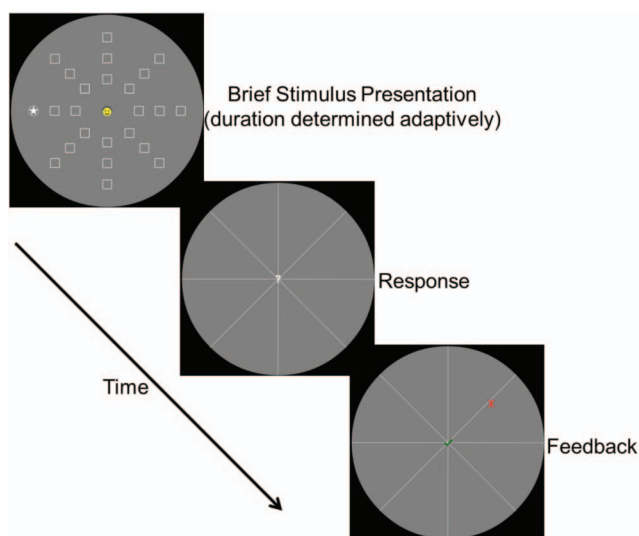 Brief Stimulus Presentation
(duration determined adaptively)
?
Response
Time
Feedback